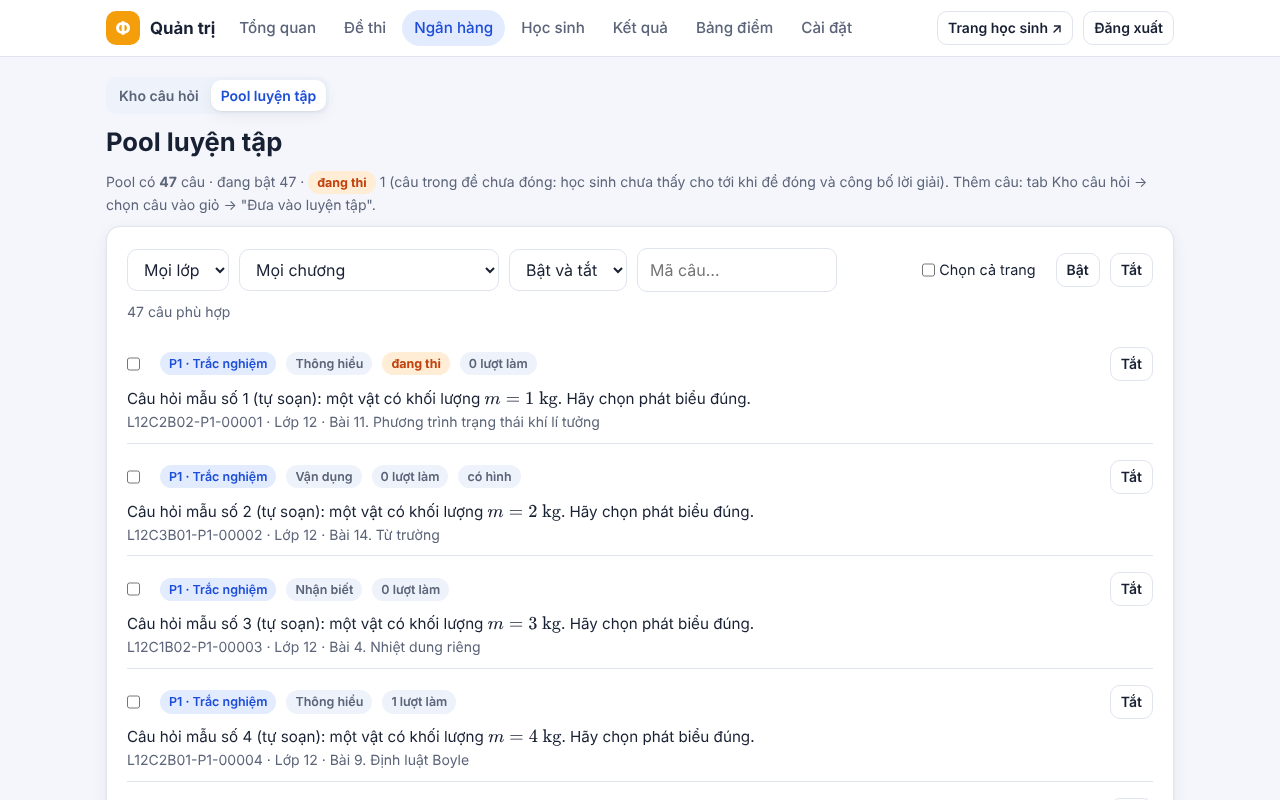 Φ Quản trị Tổng quan Đề thi Ngân hàng Học sinh Kết quả Bảng điểm Cài đặt Trang học sinh ↗ Đăng xuất
Kho câu hỏi Pool luyện tập
Pool luyện tập
Pool có 47 câu · đang bật 47 · đang thi 1 (câu trong đề chưa đóng: học sinh chưa thấy cho tới khi đề đóng và công bố lời giải). Thêm câu: tab Kho câu hỏi →
chọn câu vào giỏ → "Đưa vào luyện tập".
Mọi lớp Mọi chương Bật và tắt Mã câu... Chọn cả trang Bật Tắt
47 câu phù hợp
P1 · Trắc nghiệm Thông hiểu đang thi 0 lượt làm Tắt
Câu hỏi mẫu số 1 (tự soạn): một vật có khối lượng m = 1 kg. Hãy chọn phát biểu đúng.
L12C2B02-P1-00001 · Lớp 12 · Bài 11. Phương trình trạng thái khí lí tưởng
P1 · Trắc nghiệm Vận dụng 0 lượt làm có hình Tắt
Câu hỏi mẫu số 2 (tự soạn): một vật có khối lượng m = 2 kg. Hãy chọn phát biểu đúng.
L12C3B01-P1-00002 · Lớp 12 · Bài 14. Từ trường
P1 · Trắc nghiệm Nhận biết 0 lượt làm Tắt
Câu hỏi mẫu số 3 (tự soạn): một vật có khối lượng m = 3 kg. Hãy chọn phát biểu đúng.
L12C1B02-P1-00003 · Lớp 12 · Bài 4. Nhiệt dung riêng
P1 · Trắc nghiệm Thông hiểu 1 lượt làm Tắt
Câu hỏi mẫu số 4 (tự soạn): một vật có khối lượng m = 4 kg. Hãy chọn phát biểu đúng.
L12C2B01-P1-00004 · Lớp 12 · Bài 9. Định luật Boyle